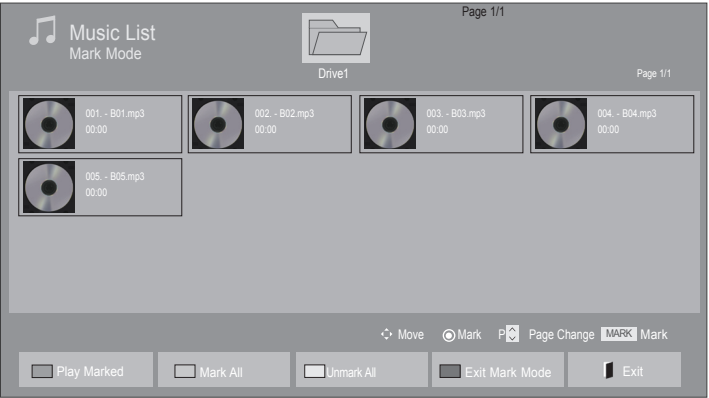 Page 1/1
Music List
Mark Mode
Drive1
Page 1/1
001. - B01.mp3
00:00
002. - B02.mp3
00:00
003. - B03.mp3
00:00
004. - B04.mp3
00:00
005. - B05.mp3
00:00
Move Mark P Page Change MARK Mark
Play Marked Mark All Unmark All Exit Mark Mode Exit